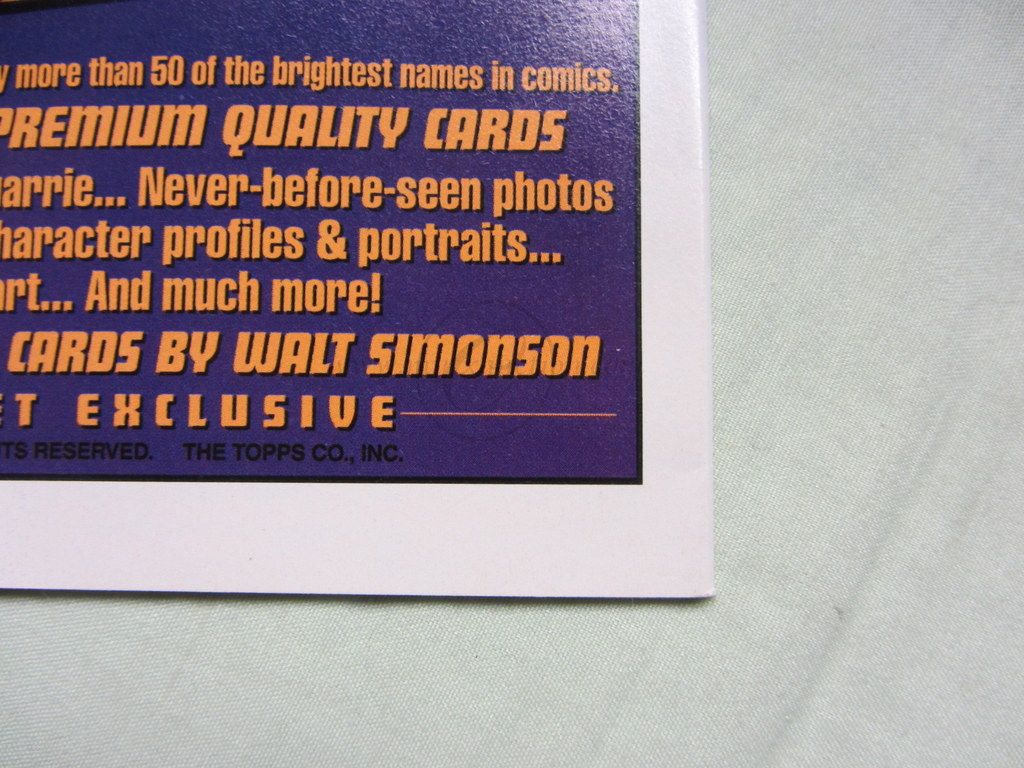 more than 50 of the brightest names in comics.
PREMIUM QUALITY CARDS
arrie... Never-before-seen photos
haracter profiles & portraits...
art... And much more!
CARDS BY WALT SIMONSON
ET EXCLUSIVE
TS RESERVED. THE TOPPS CO., INC.